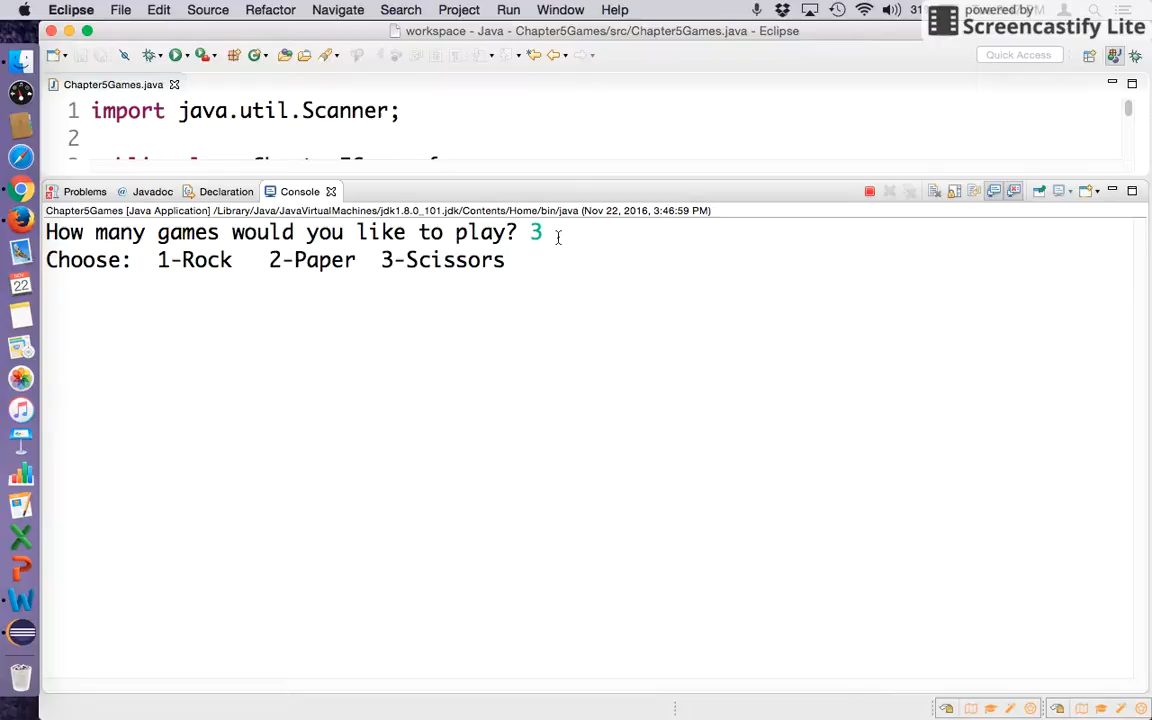 Eclipse File Edit Source Refactor Navigate Search Project Run Window Help
powered by
Screencastify Lite
workspace - Java - Chapter5Games/src/Chapter5Games.java - Eclipse
Quick Access
Chapter5Games.java
1 import java.util.Scanner;
2
Problems Javadoc Declaration Console
Chapter5Games [Java Application] /Library/Java/JavaVirtualMachines/jdk1.8.0_101.jdk/Contents/Home/bin/java (Nov 22, 2016, 3:46:59 PM)
How many games would you like to play? 3
Choose: 1-Rock 2-Paper 3-Scissors
NOV
22